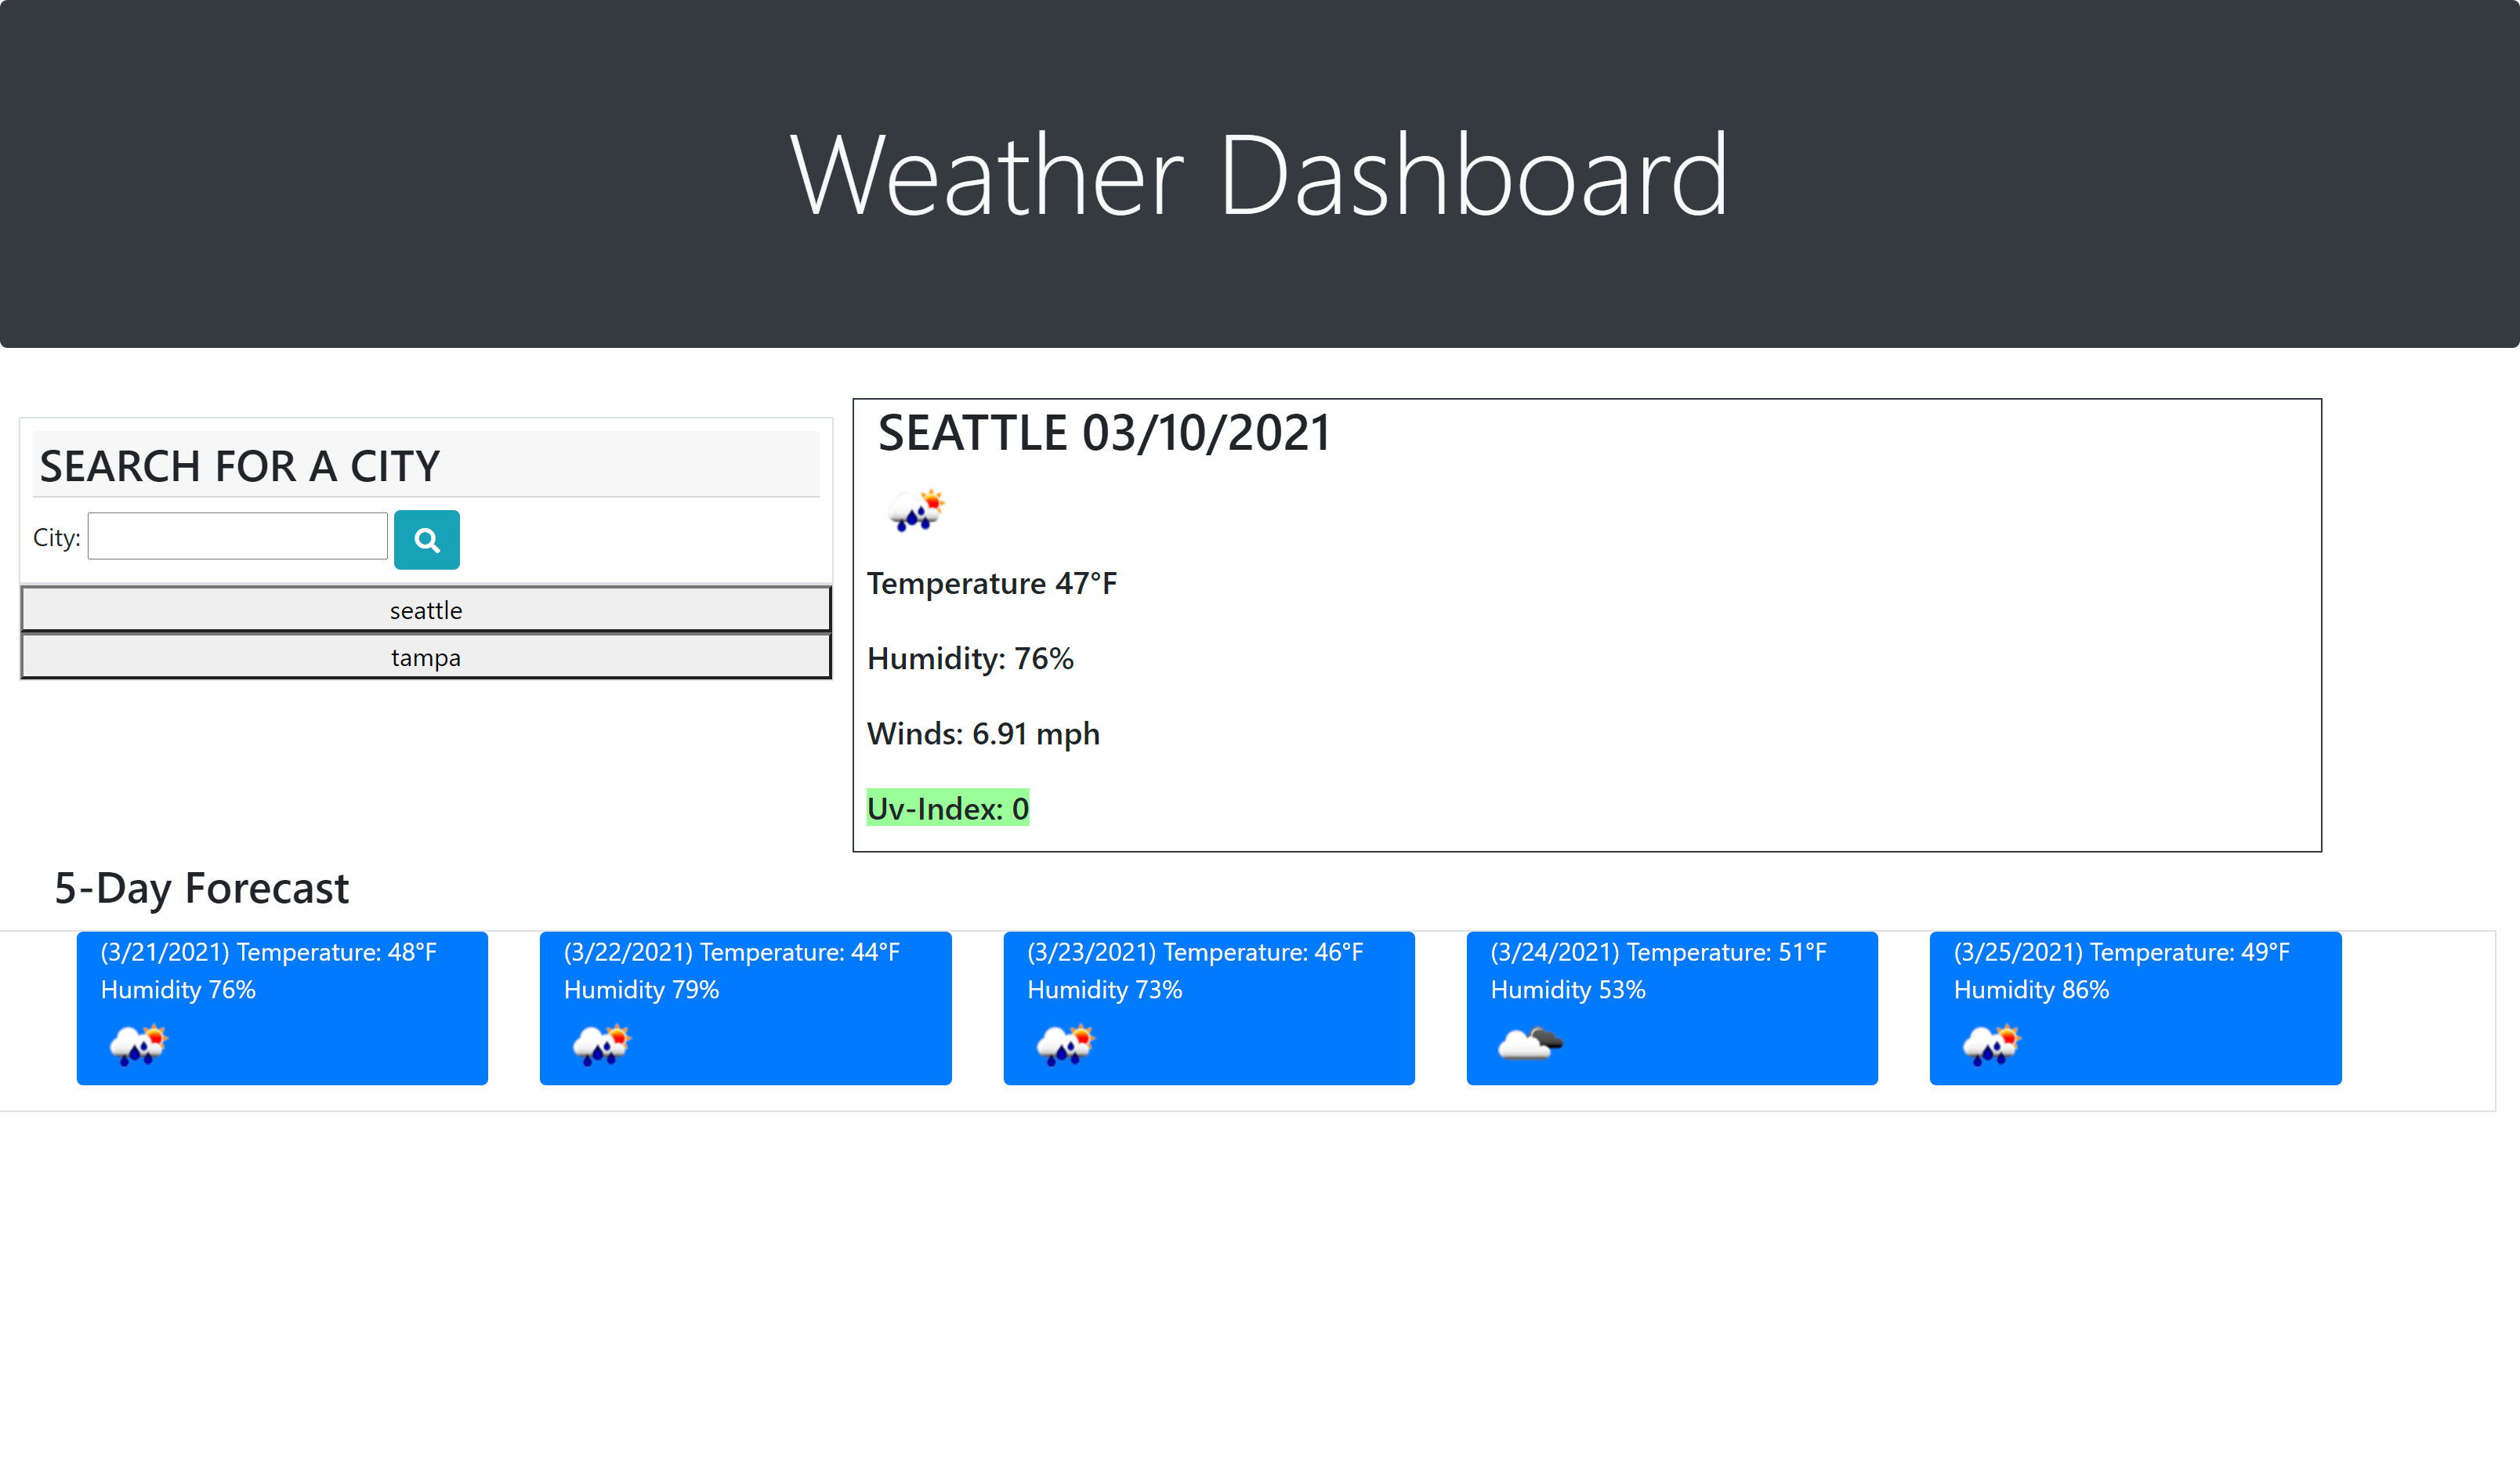 Weather Dashboard
SEARCH FOR A CITY
City:
seattle
tampa
SEATTLE 03/10/2021
Temperature 47°F
Humidity: 76%
Winds: 6.91 mph
Uv-Index: 0
5-Day Forecast
(3/21/2021) Temperature: 48°F
Humidity 76%
(3/22/2021) Temperature: 44°F
Humidity 79%
(3/23/2021) Temperature: 46°F
Humidity 73%
(3/24/2021) Temperature: 51°F
Humidity 53%
(3/25/2021) Temperature: 49°F
Humidity 86%